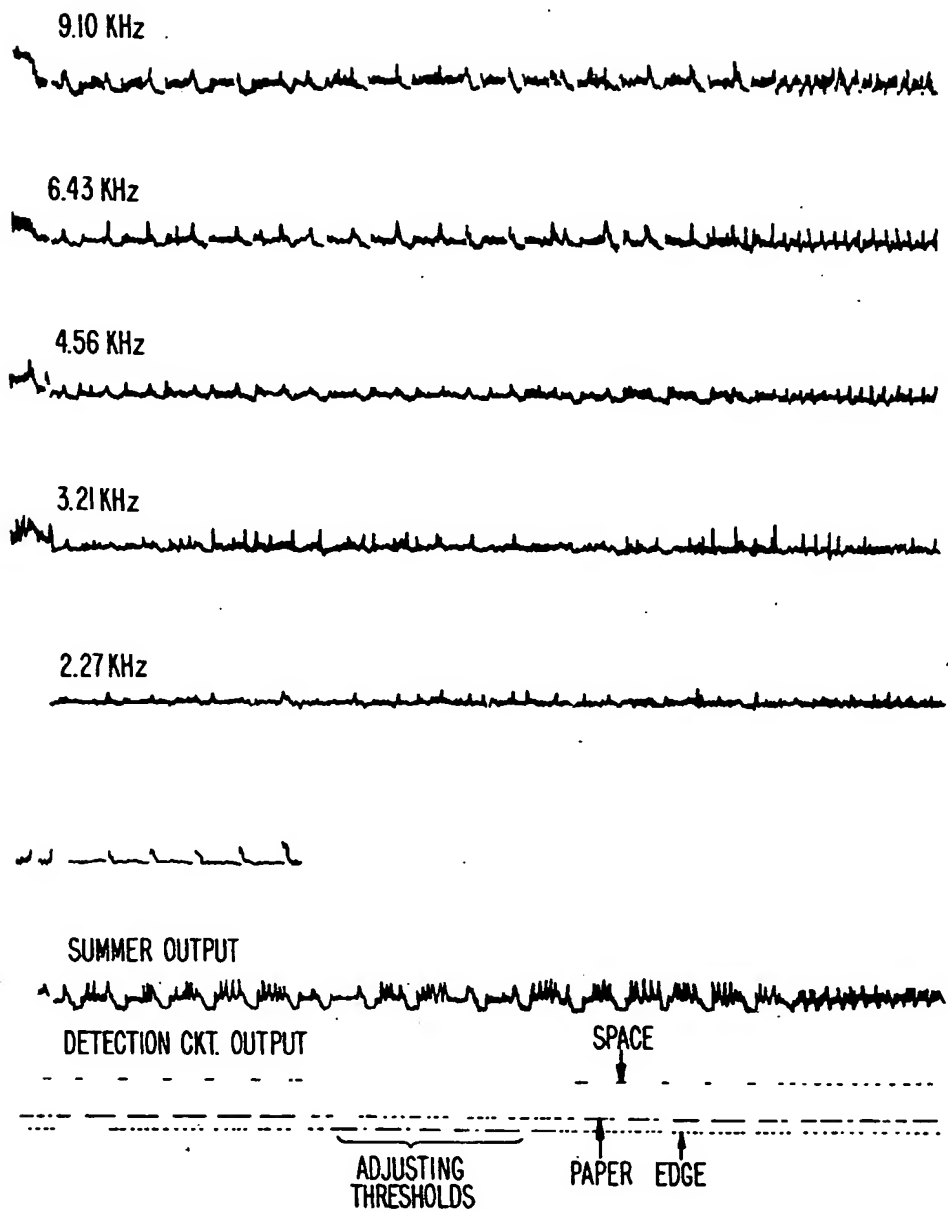 9.10 KHz
6.43 KHz
4.56 KHz
3.21 KHz
2.27 KHz
SUMMER OUTPUT
DETECTION CKT. OUTPUT
SPACE
ADJUSTING
THRESHOLDS
PAPER
EDGE